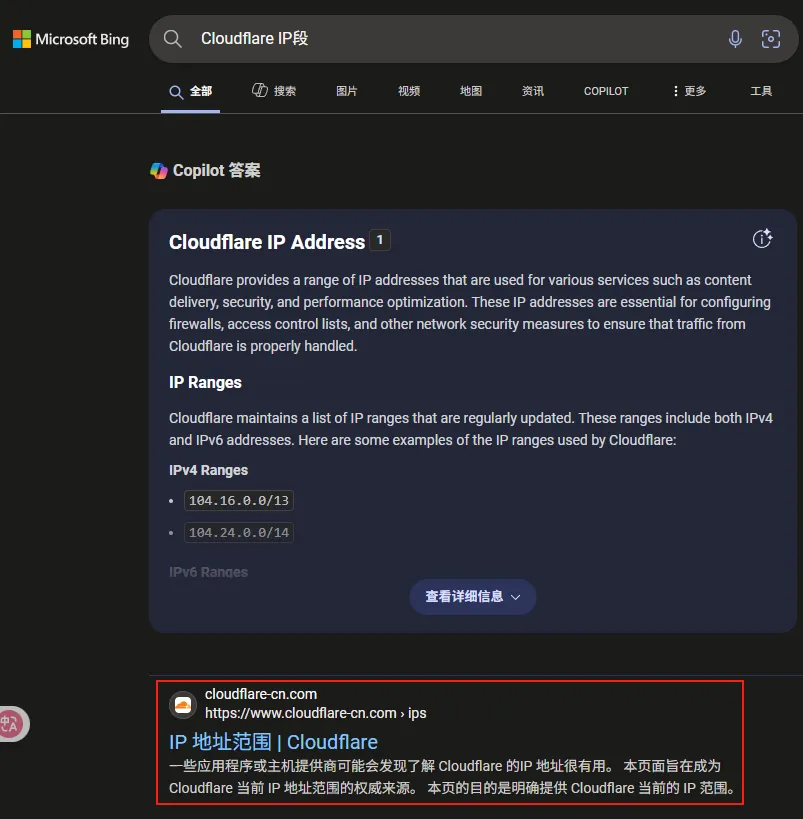 Microsoft Bing
Cloudflare IP段
全部
搜索
图片
视频
地图
资讯
COPILOT
更多
工具
Copilot 答案
Cloudflare IP Address 1
Cloudflare provides a range of IP addresses that are used for various services such as content
delivery, security, and performance optimization. These IP addresses are essential for configuring
firewalls, access control lists, and other network security measures to ensure that traffic from
Cloudflare is properly handled.
IP Ranges
Cloudflare maintains a list of IP ranges that are regularly updated. These ranges include both IPv4
and IPv6 addresses. Here are some examples of the IP ranges used by Cloudflare:
IPv4 Ranges
• 104.16.0.0/13
• 104.24.0.0/14
IPv6 Ranges
查看详细信息
cloudflare-cn.com
https://www.cloudflare-cn.com › ips
IP 地址范围 | Cloudflare
一些应用程序或主机提供商可能会发现了解 Cloudflare 的IP 地址很有用。 本页面旨在成为
Cloudflare 当前 IP 地址范围的权威来源。 本页的目的是明确提供 Cloudflare 当前的 IP 范围。
中A